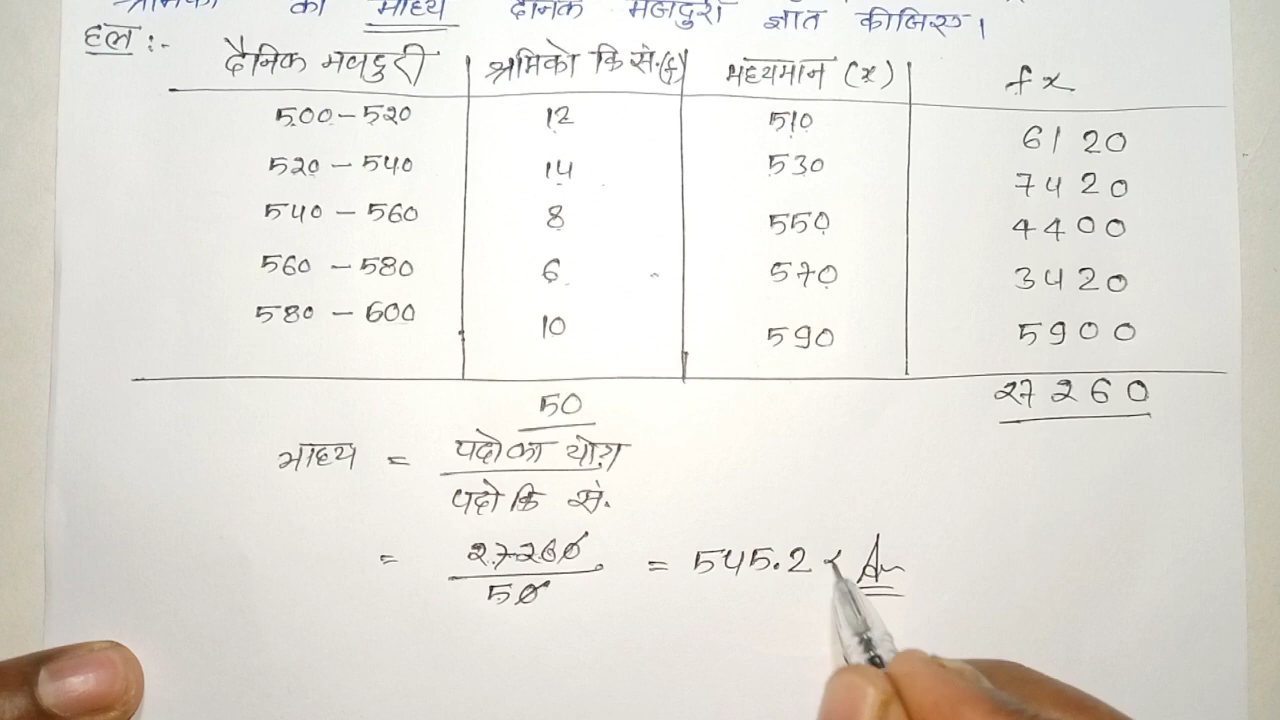 श्रमिकों का माध्य दैनिक मजदुरी ज्ञात कीजिए।
हल :-
दैनिक मजदुरी श्रमिको कि सं.(f) मध्यमान (x) fx
500-520 12 510 6120
520-540 14 530 7420
540-560 8 550 4400
560-580 6 570 3420
580-600 10 590 5900
50 27260
माध्य = पदो का योग
पदो कि सं.
= 27260 = 545.2 An
50